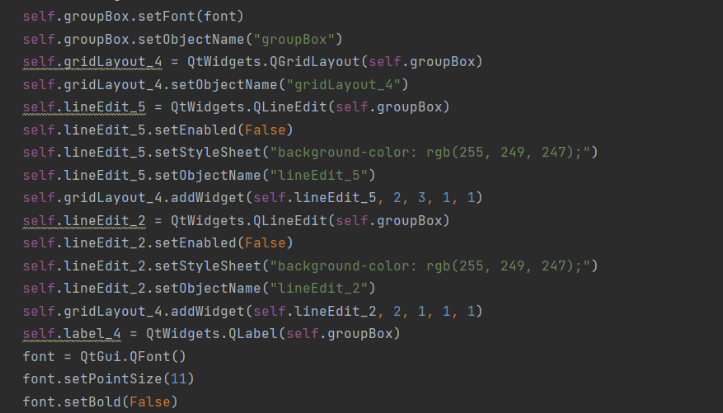 self.groupBox.setFont(font)
self.groupBox.setObjectName("groupBox")
self.gridLayout_4 = QtWidgets.QGridLayout(self.groupBox)
self.gridLayout_4.setObjectName("gridLayout_4")
self.lineEdit_5 = QtWidgets.QLineEdit(self.groupBox)
self.lineEdit_5.setEnabled(False)
self.lineEdit_5.setStyleSheet("background-color: rgb(255, 249, 247);")
self.lineEdit_5.setObjectName("lineEdit_5")
self.gridLayout_4.addWidget(self.lineEdit_5, 2, 3, 1, 1)
self.lineEdit_2 = QtWidgets.QLineEdit(self.groupBox)
self.lineEdit_2.setEnabled(False)
self.lineEdit_2.setStyleSheet("background-color: rgb(255, 249, 247);")
self.lineEdit_2.setObjectName("lineEdit_2")
self.gridLayout_4.addWidget(self.lineEdit_2, 2, 1, 1, 1)
self.label_4 = QtWidgets.QLabel(self.groupBox)
font = QtGui.QFont()
font.setPointSize(11)
font.setBold(False)